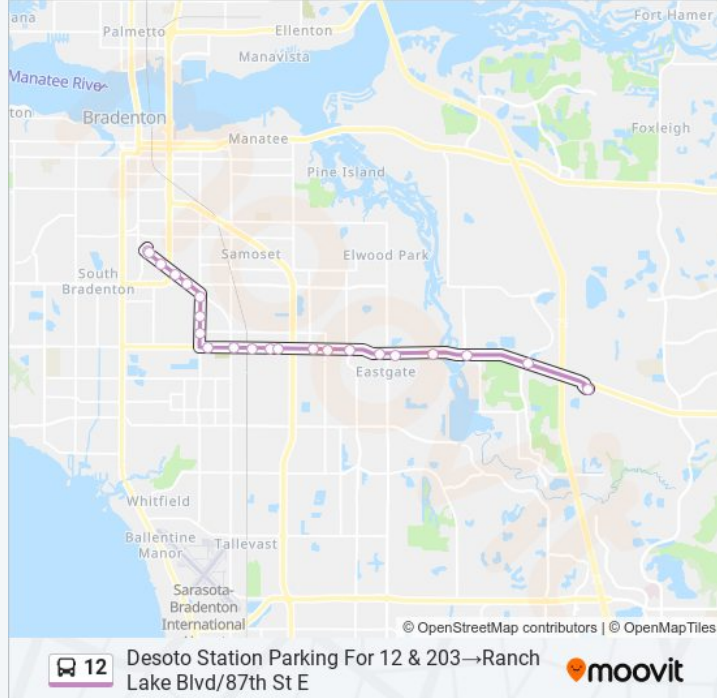 ana
Palmetto
Ellenton
Fort Hamer
Manavista
Manatee River
ton
Bradenton
Manatee
Foxleigh
Pine Island
Samoset
Elwood Park
South
Bradenton
Eastgate
Whitfield
Ballentine
Manor
Tallevast
Sarasota-
Bradenton
International
© OpenStreetMap contributors | © OpenMapTiles
12
Desoto Station Parking For 12 & 203→Ranch
Lake Blvd/87th St E
moovit